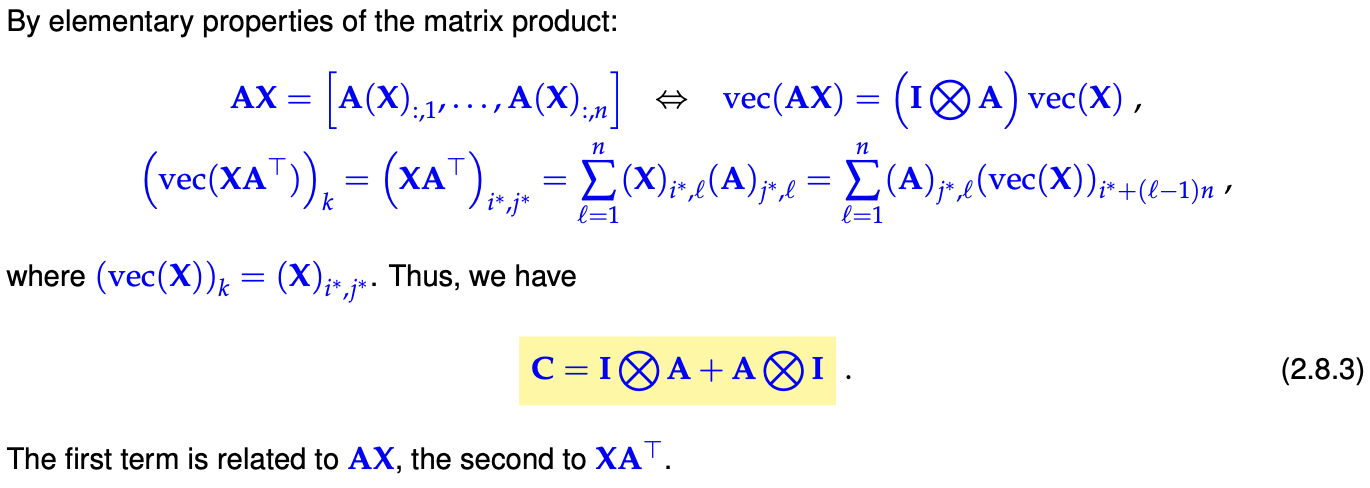 By elementary properties of the matrix product:
AX = [A(X)_{:,1}, . . . , A(X)_{:,n}] ⇔ vec(AX) = (I ⨂ A) vec(X) ,
(vec(XA^⊤))_k = (XA^⊤)_{i*,j*} = ∑_{ℓ=1}^{n} (X)_{i*,ℓ}(A)_{j*,ℓ} = ∑_{ℓ=1}^{n} (A)_{j*,ℓ}(vec(X))_{i*+(ℓ−1)n} ,
where (vec(X))_k = (X)_{i*,j*}. Thus, we have
C = I ⨂ A + A ⨂ I . (2.8.3)
The first term is related to AX, the second to XA^⊤.